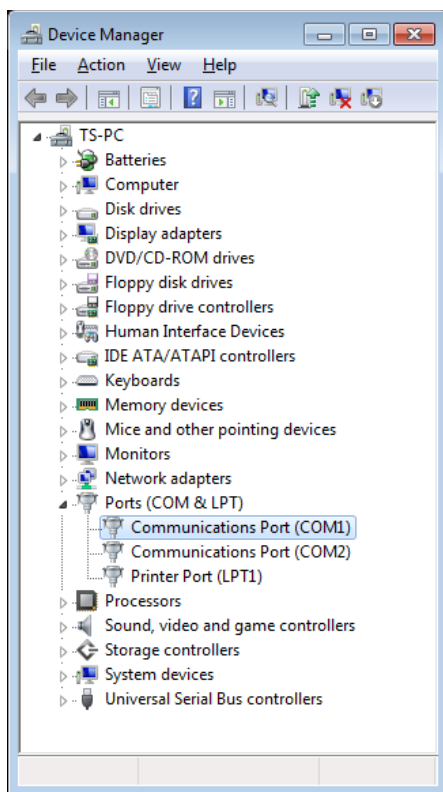 Device Manager
File Action View Help
TS-PC
Batteries
Computer
Disk drives
Display adapters
DVD/CD-ROM drives
Floppy disk drives
Floppy drive controllers
Human Interface Devices
IDE ATA/ATAPI controllers
Keyboards
Memory devices
Mice and other pointing devices
Monitors
Network adapters
Ports (COM & LPT)
Communications Port (COM1)
Communications Port (COM2)
Printer Port (LPT1)
Processors
Sound, video and game controllers
Storage controllers
System devices
Universal Serial Bus controllers